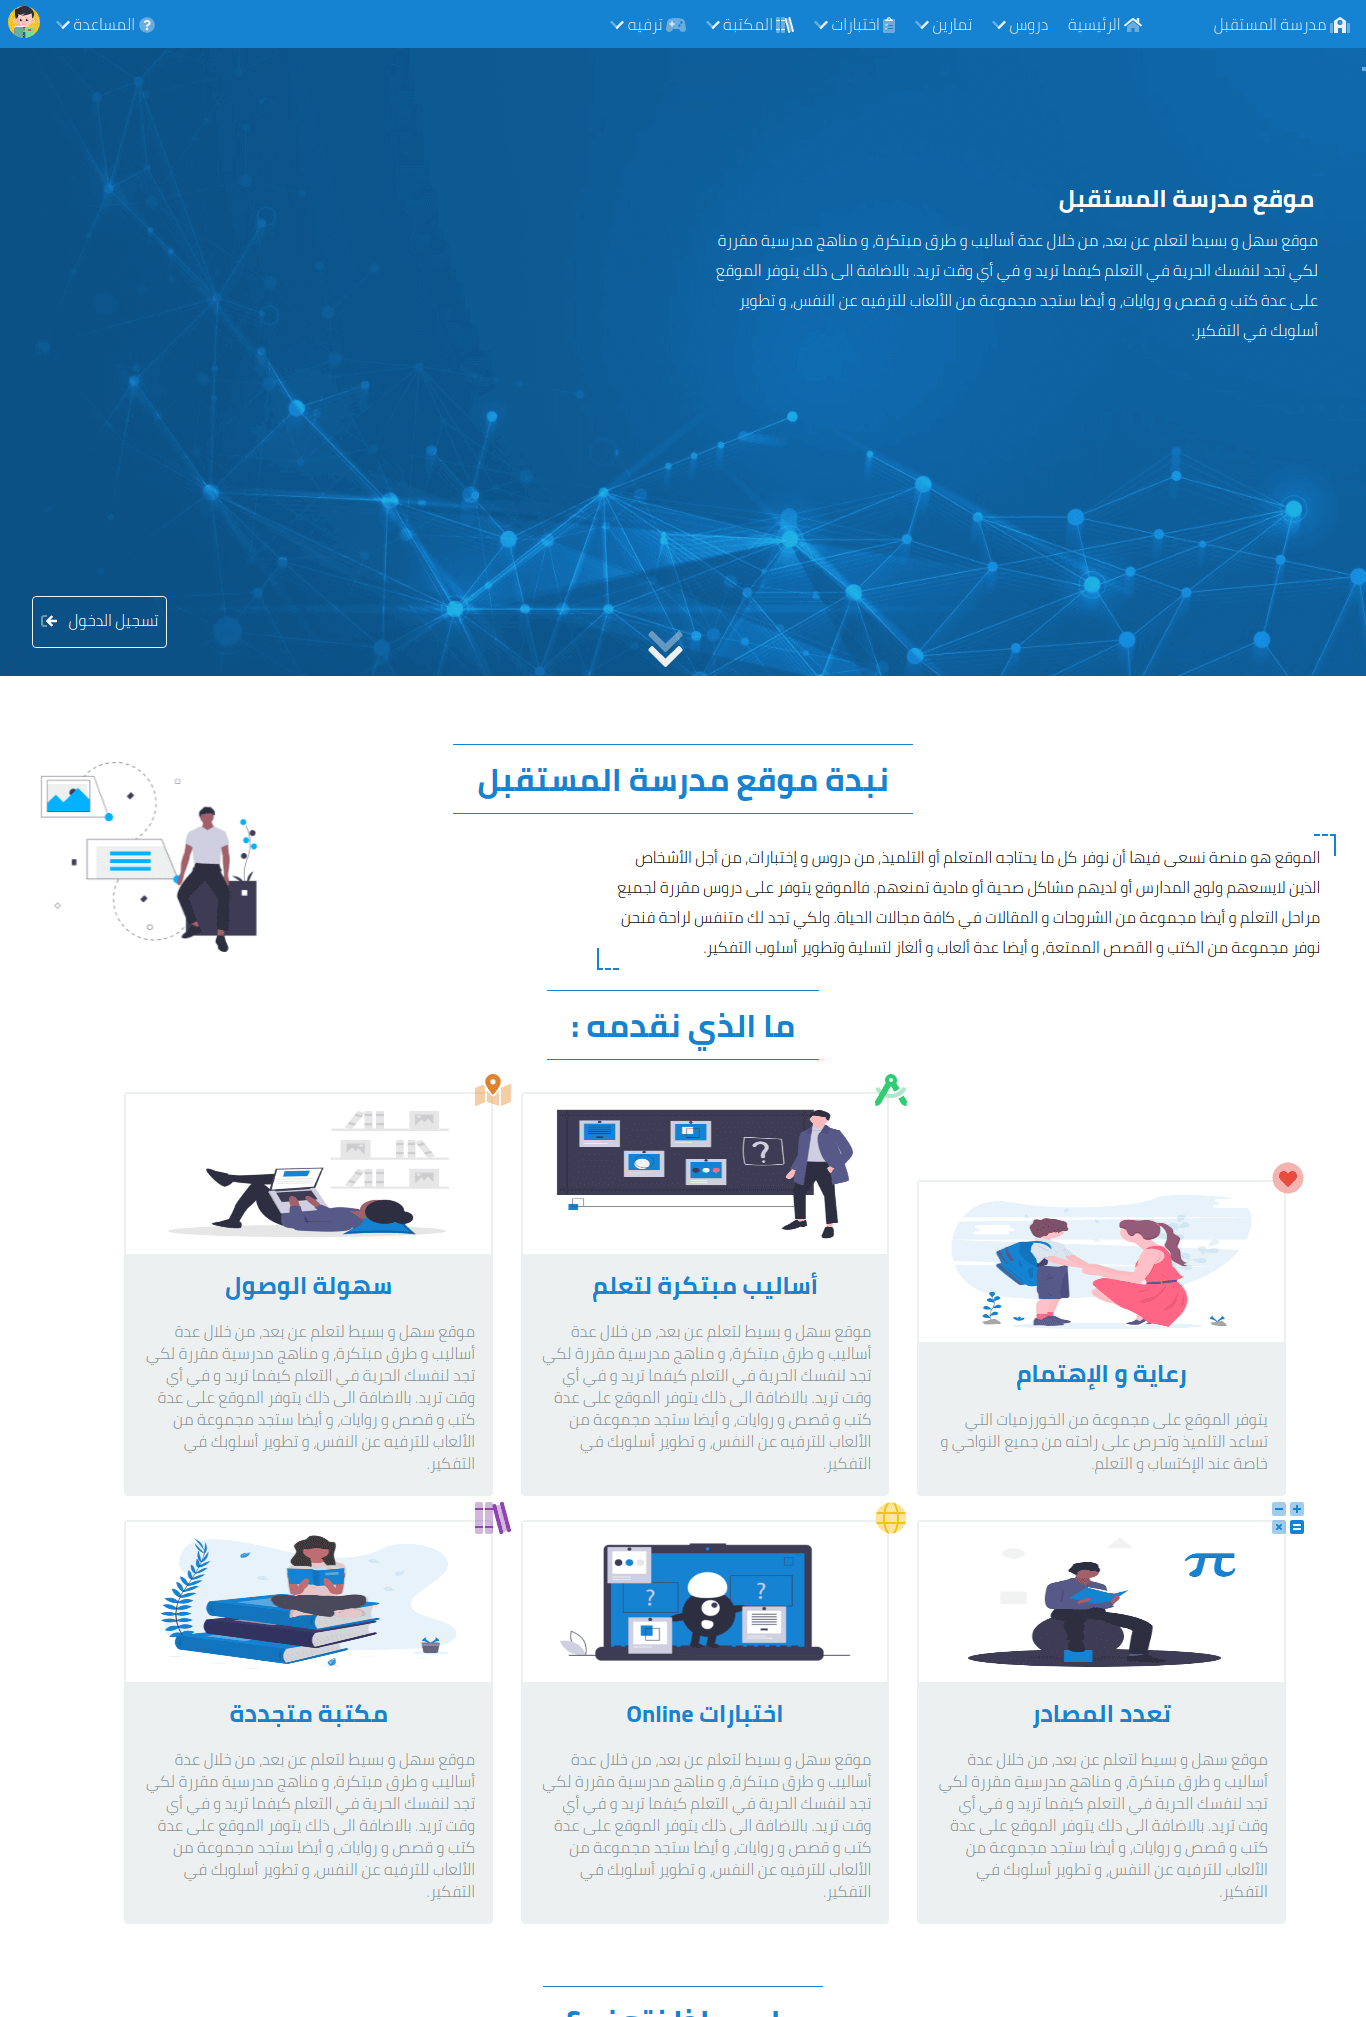 مدرسة المستقبل
الرئيسية
دروس
تمارين
اختبارات
المكتبة
ترفيه
المساعدة
موقع مدرسة المستقبل
موقع سهل و بسيط لتعلم عن بعد, من خلال عدة أساليب و طرق مبتكرة, و مناهج مدرسية مقررة
لكي تجد لنفسك الحرية في التعلم كيفما تريد و في أي وقت تريد. بالاضافة الى ذلك يتوفر الموقع
على عدة كتب و قصص و روايات, و أيضا ستجد مجموعة من الألعاب للترفيه عن النفس, و تطوير
أسلوبك في التفكير.
تسجيل الدخول
نبدة موقع مدرسة المستقبل
الموقع هو منصة نسعى فيها أن نوفر كل ما يحتاجه المتعلم أو التلميذ, من دروس و إختبارات, من أجل الأشخاص
الذين لايسعهم ولوج المدارس أو لديهم مشاكل صحية أو مادية تمنعهم. فالموقع يتوفر على دروس مقررة لجميع
مراحل التعلم و أيضا مجموعة من الشروحات و المقالات في كافة مجالات الحياة. ولكي تجد لك متنفس لراحة فنحن
نوفر مجموعة من الكتب و القصص الممتعة, و أيضا عدة ألعاب و ألغاز لتسلية وتطوير أسلوب التفكير.
ما الذي نقدمه :
رعاية و الإهتمام
يتوفر الموقع على مجموعة من الخورزميات التي
تساعد التلميذ وتحرص على راحته من جميع النواحي و
خاصة عند الإكتساب و التعلم.
?
أساليب مبتكرة لتعلم
موقع سهل و بسيط لتعلم عن بعد, من خلال عدة
أساليب و طرق مبتكرة, و مناهج مدرسية مقررة لكي
تجد لنفسك الحرية في التعلم كيفما تريد و في أي
وقت تريد. بالاضافة الى ذلك يتوفر الموقع على عدة
كتب و قصص و روايات, و أيضا ستجد مجموعة من
الألعاب للترفيه عن النفس, و تطوير أسلوبك في
التفكير.
سهولة الوصول
موقع سهل و بسيط لتعلم عن بعد, من خلال عدة
أساليب و طرق مبتكرة, و مناهج مدرسية مقررة لكي
تجد لنفسك الحرية في التعلم كيفما تريد و في أي
وقت تريد. بالاضافة الى ذلك يتوفر الموقع على عدة
كتب و قصص و روايات, و أيضا ستجد مجموعة من
الألعاب للترفيه عن النفس, و تطوير أسلوبك في
التفكير.
π
تعدد المصادر
موقع سهل و بسيط لتعلم عن بعد, من خلال عدة
أساليب و طرق مبتكرة, و مناهج مدرسية مقررة لكي
تجد لنفسك الحرية في التعلم كيفما تريد و في أي
وقت تريد. بالاضافة الى ذلك يتوفر الموقع على عدة
كتب و قصص و روايات, و أيضا ستجد مجموعة من
الألعاب للترفيه عن النفس, و تطوير أسلوبك في
التفكير.
? ?
اختبارات Online
موقع سهل و بسيط لتعلم عن بعد, من خلال عدة
أساليب و طرق مبتكرة, و مناهج مدرسية مقررة لكي
تجد لنفسك الحرية في التعلم كيفما تريد و في أي
وقت تريد. بالاضافة الى ذلك يتوفر الموقع على عدة
كتب و قصص و روايات, و أيضا ستجد مجموعة من
الألعاب للترفيه عن النفس, و تطوير أسلوبك في
التفكير.
مكتبة متجددة
موقع سهل و بسيط لتعلم عن بعد, من خلال عدة
أساليب و طرق مبتكرة, و مناهج مدرسية مقررة لكي
تجد لنفسك الحرية في التعلم كيفما تريد و في أي
وقت تريد. بالاضافة الى ذلك يتوفر الموقع على عدة
كتب و قصص و روايات, و أيضا ستجد مجموعة من
الألعاب للترفيه عن النفس, و تطوير أسلوبك في
التفكير.